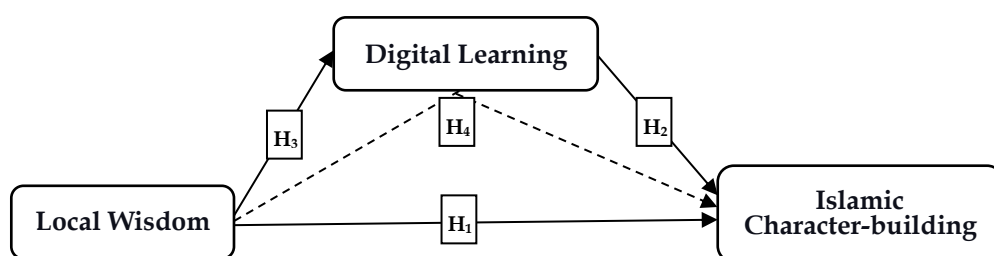 Digital Learning
H₃
H₄
H₂
Local Wisdom
H₁
Islamic
Character-building